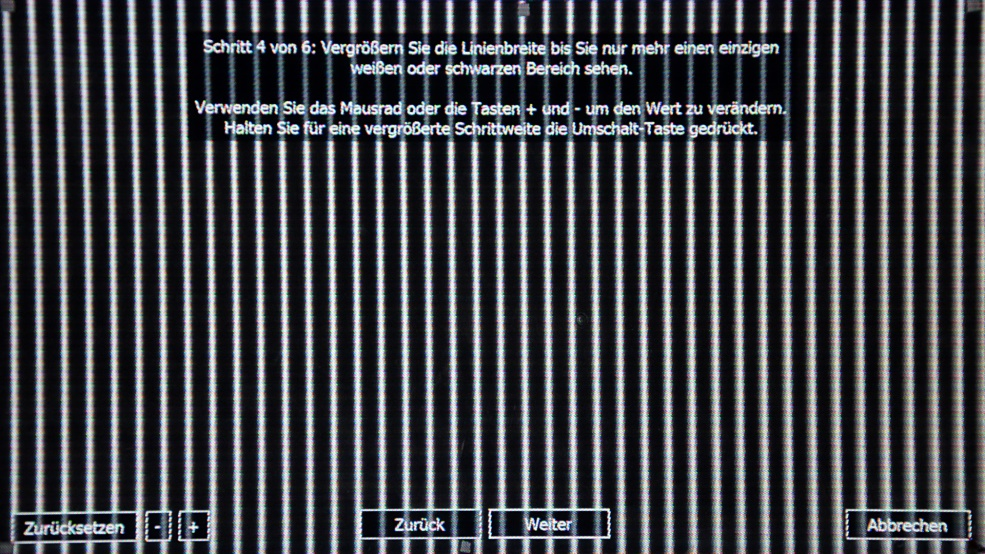 Schritt 4 von 6: Vergrößern Sie die Linienbreite bis Sie nur mehr einen einzigen
weißen oder schwarzen Bereich sehen.
Verwenden Sie das Mausrad oder die Tasten + und - um den Wert zu verändern.
Halten Sie für eine vergrößerte Schrittweite die Umschalt-Taste gedrückt.
Zurücksetzen - + Zurück Weiter Abbrechen